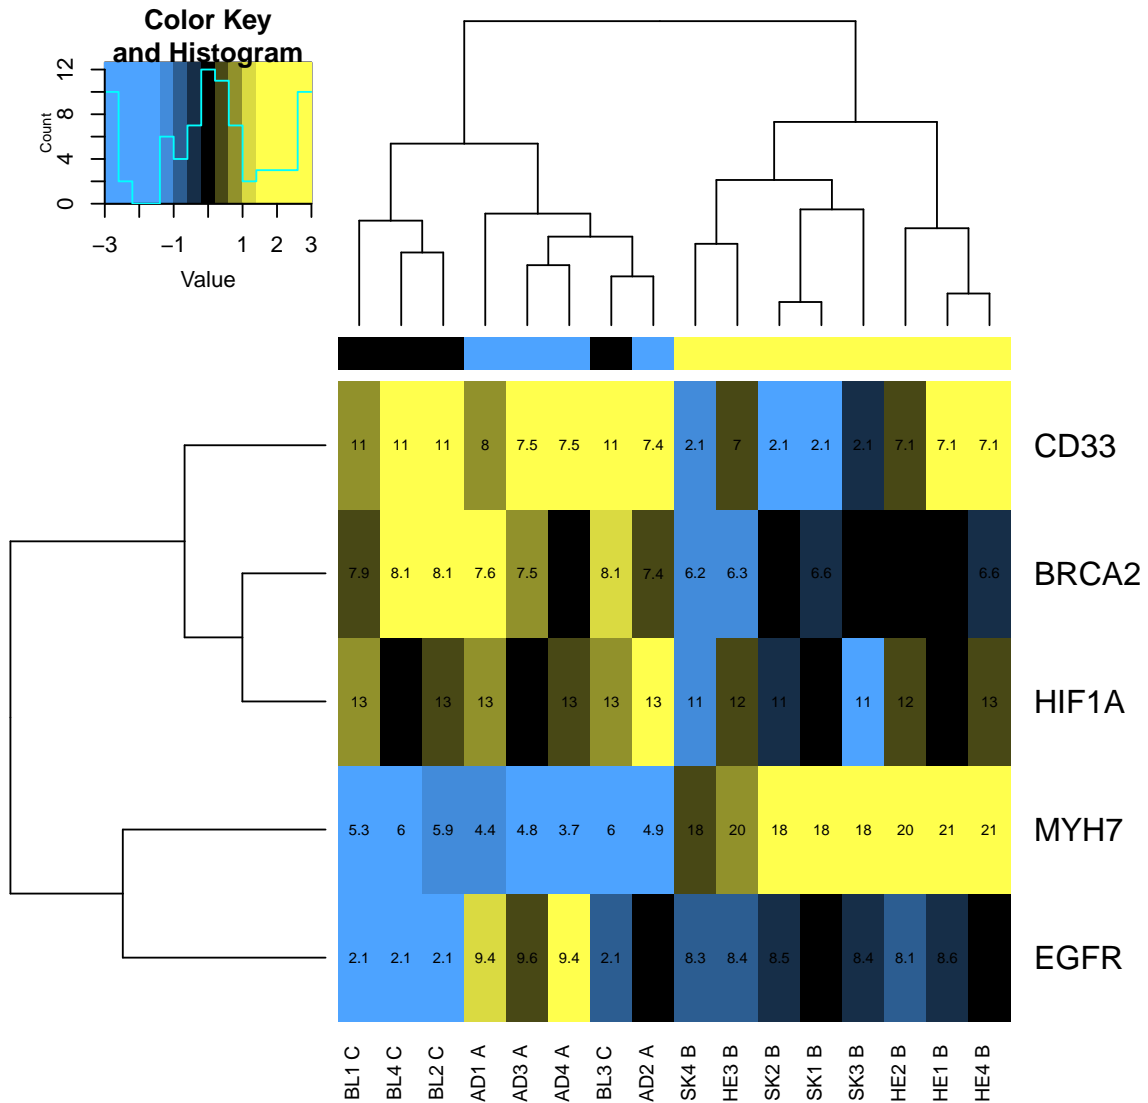 Color Key
and Histogram
Count
0 4 8 12
−3 −1 1 2 3
Value
11 11 11 8 7.5 7.5 11 7.4 2.1 7 2.1 2.1 2.1 7.1 7.1 7.1 CD33
7.9 8.1 8.1 7.6 7.5 8.1 7.4 6.2 6.3 6.6 6.6 BRCA2
13 13 13 13 13 13 11 12 11 11 12 13 HIF1A
5.3 6 5.9 4.4 4.8 3.7 6 4.9 18 20 18 18 18 20 21 21 MYH7
2.1 2.1 2.1 9.4 9.6 9.4 2.1 8.3 8.4 8.5 8.4 8.1 8.6 EGFR
BL1 C BL4 C BL2 C AD1 A AD3 A AD4 A BL3 C AD2 A SK4 B HE3 B SK2 B SK1 B SK3 B HE2 B HE1 B HE4 B